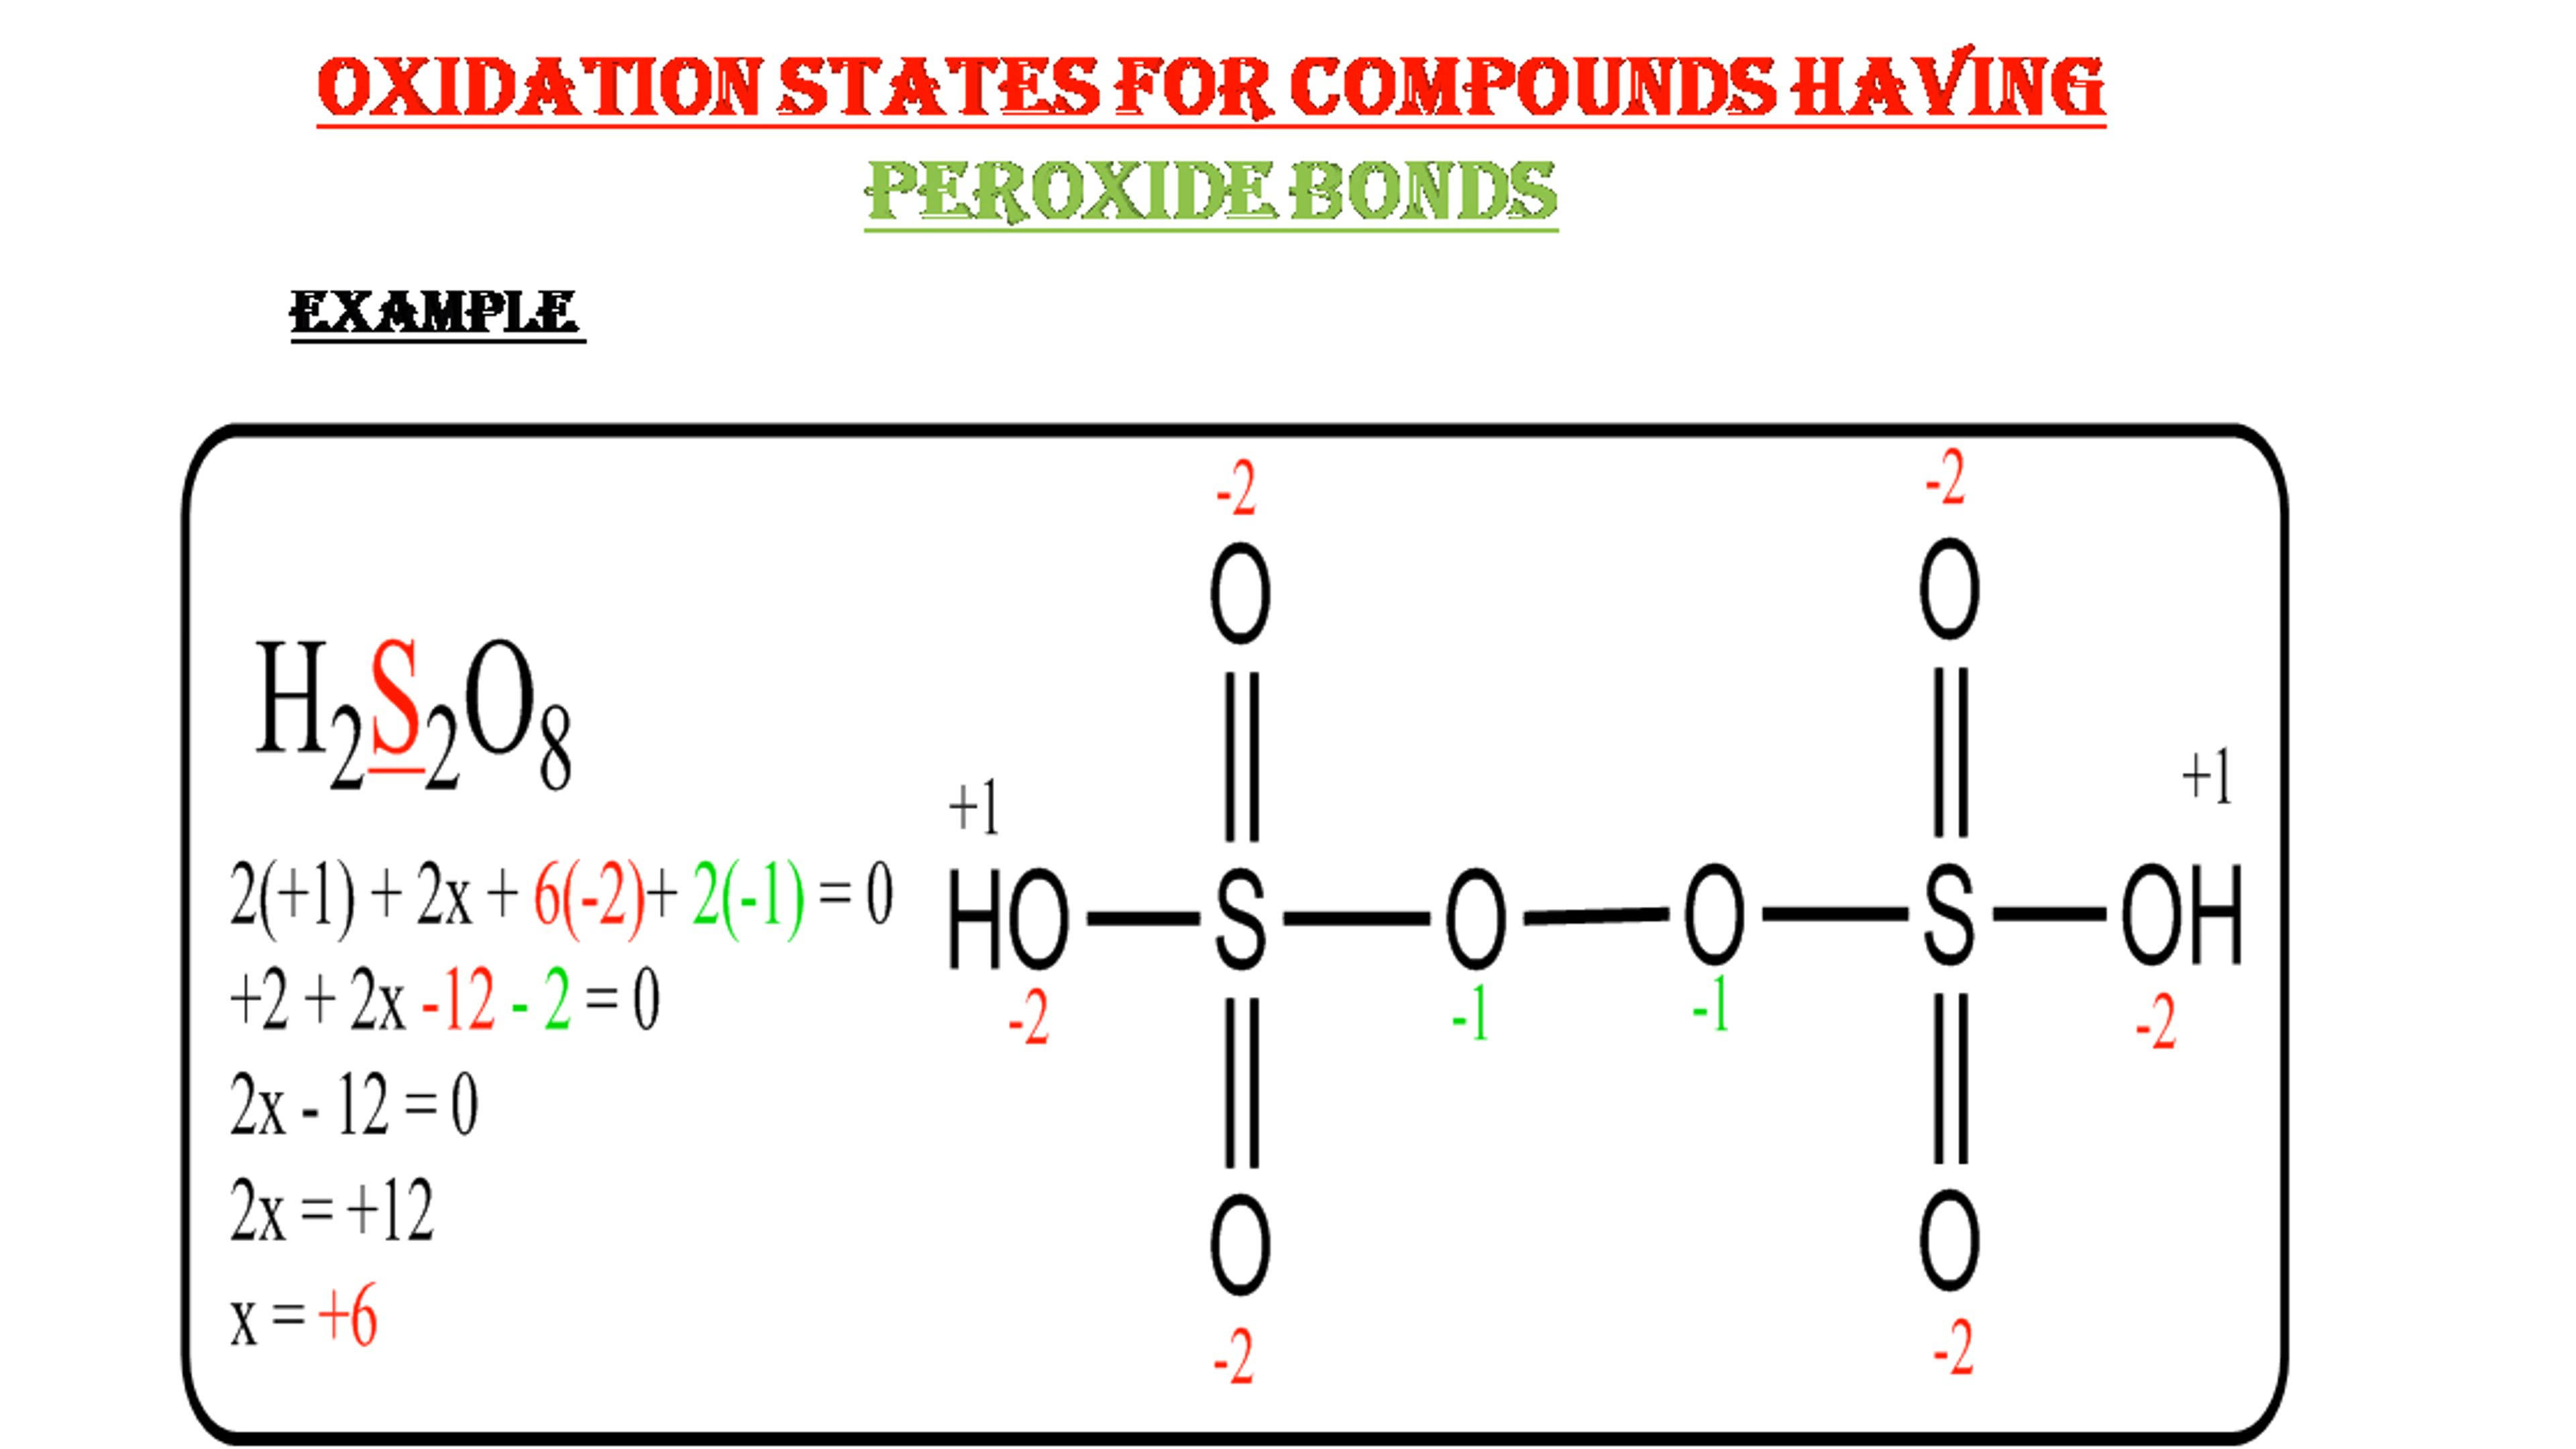 OXIDATION STATES FOR COMPOUNDS HAVING
PEROXIDE BONDS
EXAMPLE
H₂S₂O₈
2(+1) + 2x + 6(-2)+ 2(-1) = 0
+2 + 2x -12 - 2 = 0
2x - 12 = 0
2x = +12
x = +6
-2 -2
O O
+1 +1
HO S O O S OH
-2 -1 -1 -2
O O
-2 -2